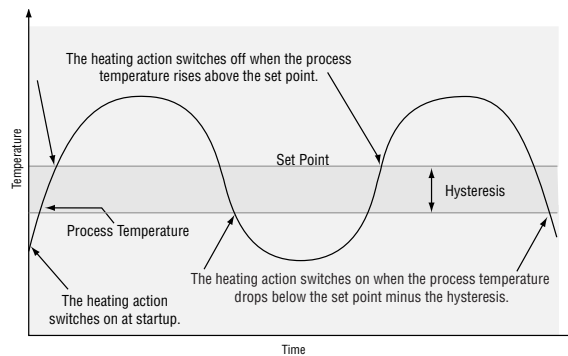 The heating action switches off when the process
temperature rises above the set point.
Temperature
Set Point
Hysteresis
Process Temperature
The heating action switches on when the process temperature
drops below the set point minus the hysteresis.
The heating action
switches on at startup.
Time